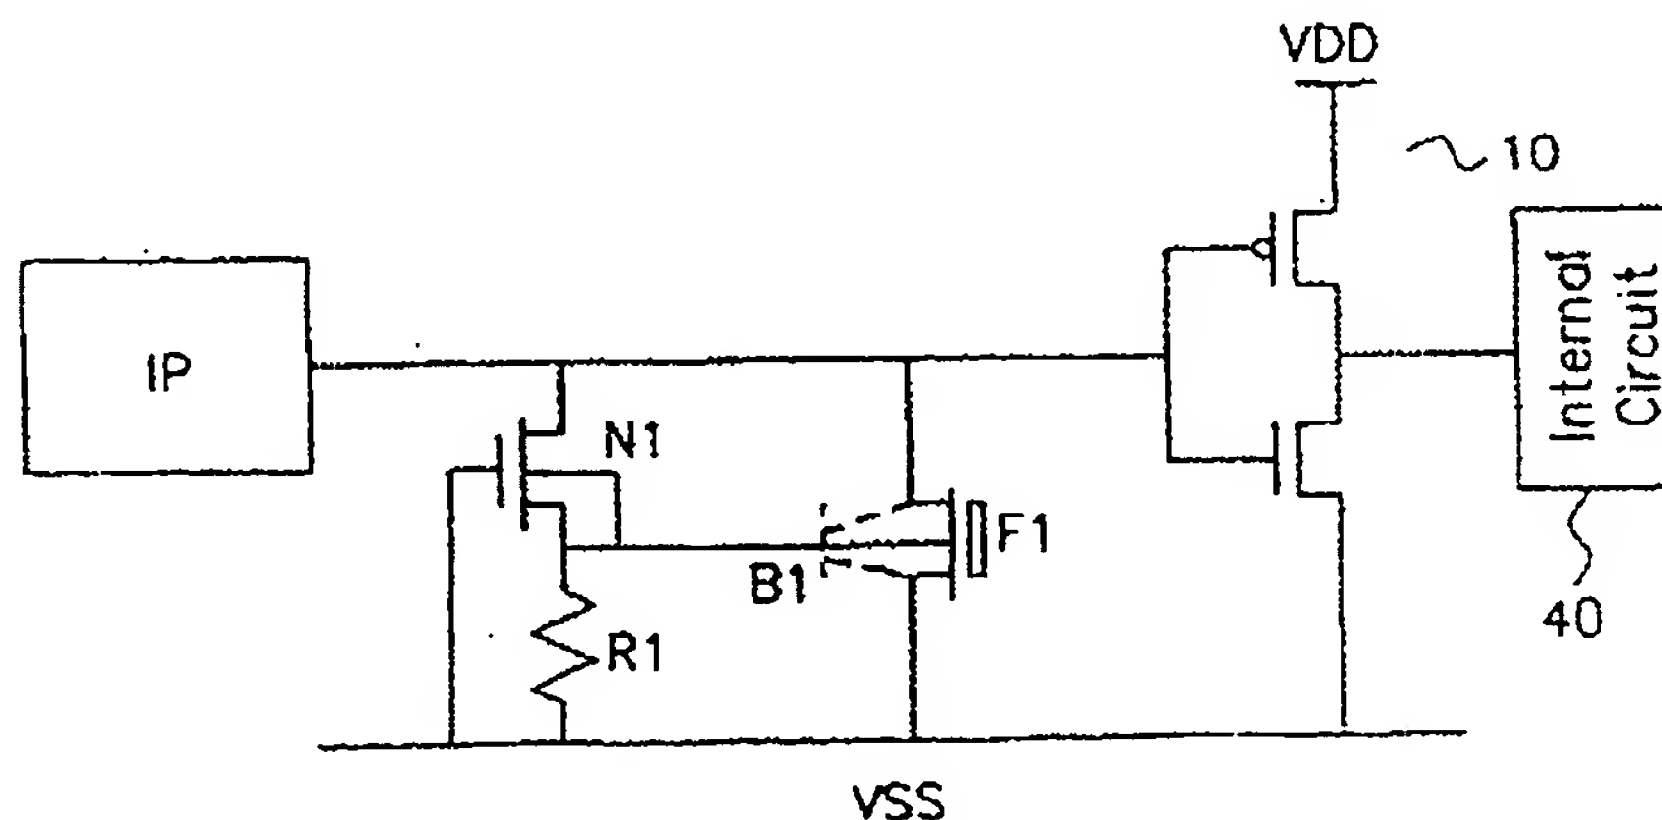 VDD
10
IP
N1
Internal
Circuit
F1
B1
R1
40
VSS